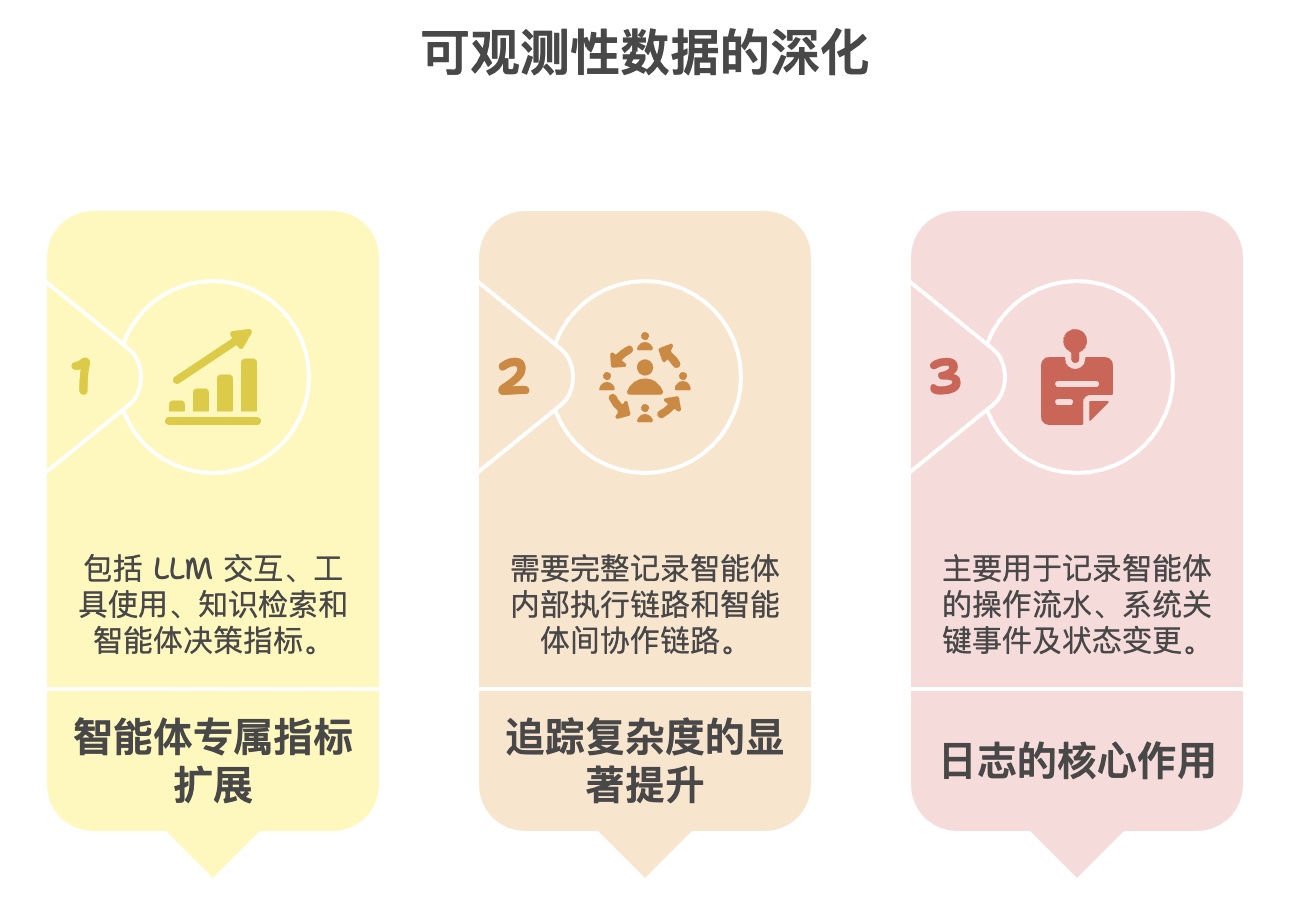 可观测性数据的深化
1
包括 LLM 交互、工
具使用、知识检索和
智能体决策指标。
智能体专属指标
扩展
2
需要完整记录智能体
内部执行链路和智能
体间协作链路。
追踪复杂度的显
著提升
3
主要用于记录智能体
的操作流水、系统关
键事件及状态变更。
日志的核心作用